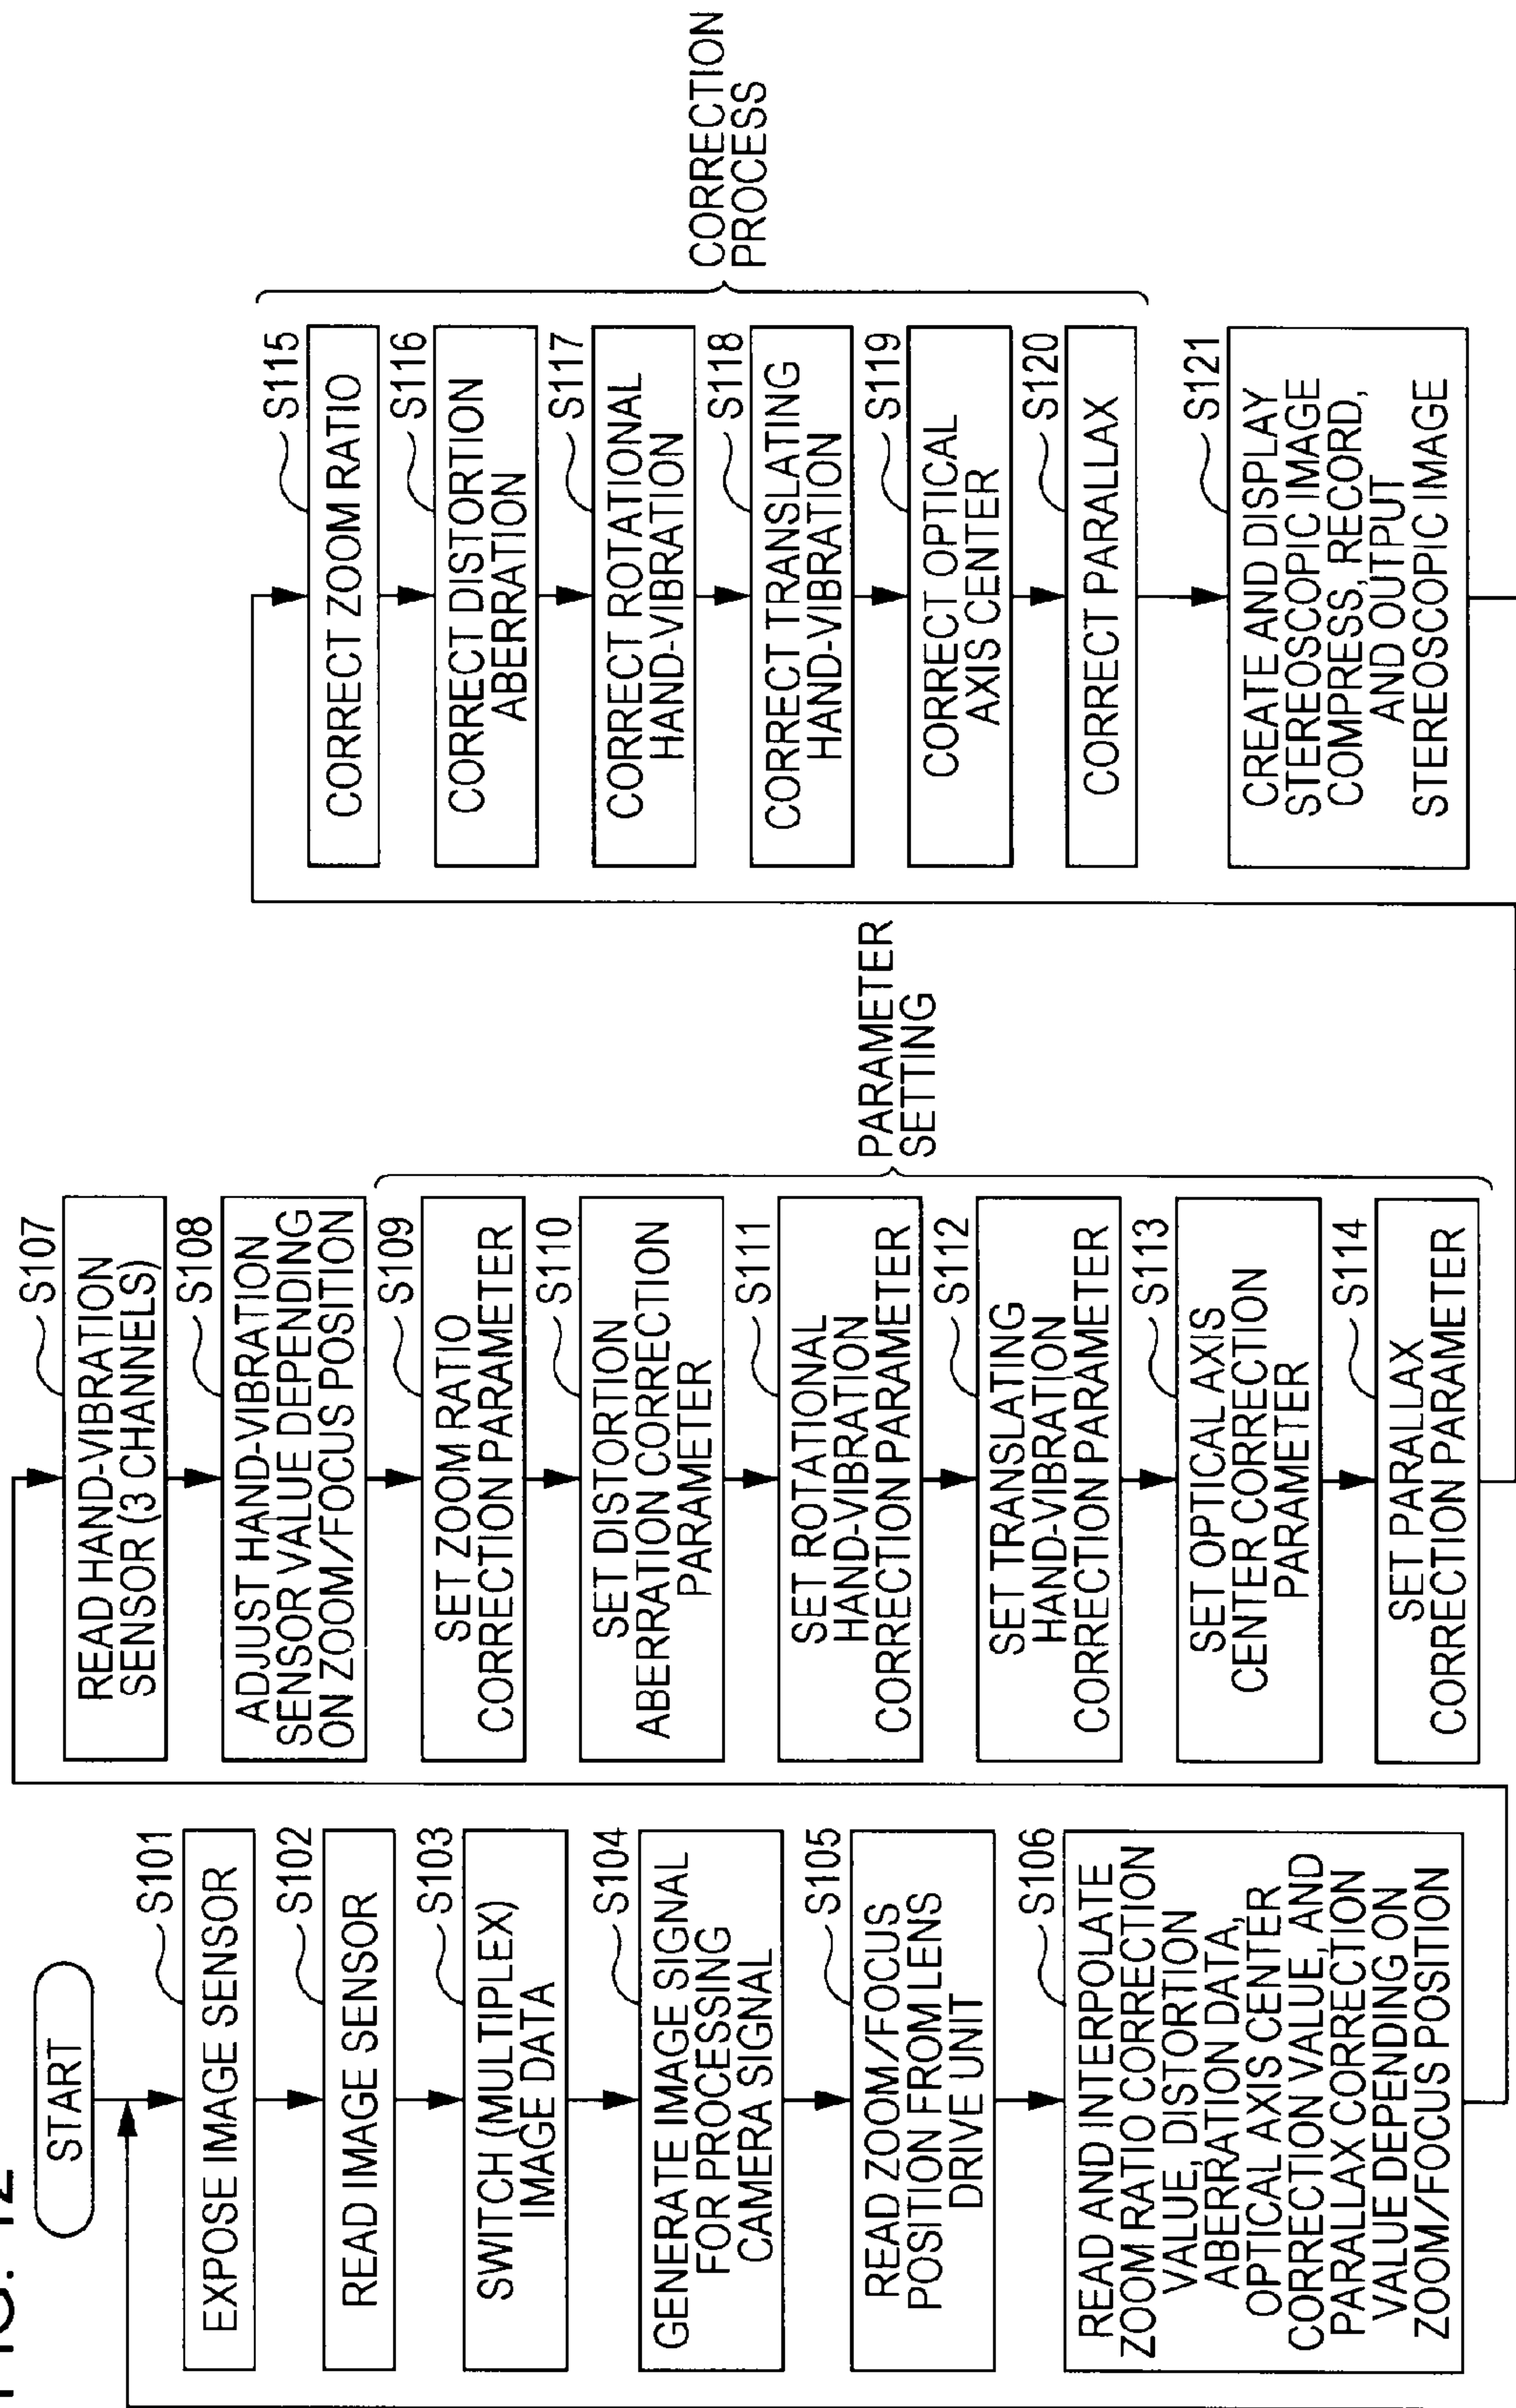 FIG. 12
START
S101
EXPOSE IMAGE SENSOR
S102
READ IMAGE SENSOR
S103
SWITCH (MULTIPLEX)
IMAGE DATA
S104
GENERATE IMAGE SIGNAL
FOR PROCESSING
CAMERA SIGNAL
S105
READ ZOOM/FOCUS
POSITION FROM LENS
DRIVE UNIT
S106
READ AND INTERPOLATE
ZOOM RATIO CORRECTION
VALUE, DISTORTION
ABERRATION DATA,
OPTICAL AXIS CENTER
CORRECTION VALUE, AND
PARALLAX CORRECTION
VALUE DEPENDING ON
ZOOM/FOCUS POSITION
S107
READ HAND-VIBRATION
SENSOR (3 CHANNELS)
S108
ADJUST HAND-VIBRATION
SENSOR VALUE DEPENDING
ON ZOOM/FOCUS POSITION
S109
SET ZOOM RATIO
CORRECTION PARAMETER
S110
SET DISTORTION
ABERRATION CORRECTION
PARAMETER
S111
SET ROTATIONAL
HAND-VIBRATION
CORRECTION PARAMETER
S112
SET TRANSLATING
HAND-VIBRATION
CORRECTION PARAMETER
S113
SET OPTICAL AXIS
CENTER CORRECTION
PARAMETER
S114
SET PARALLAX
CORRECTION PARAMETER
PARAMETER
SETTING
S115
CORRECT ZOOM RATIO
S116
CORRECT DISTORTION
ABERRATION
S117
CORRECT ROTATIONAL
HAND-VIBRATION
S118
CORRECT TRANSLATING
HAND-VIBRATION
S119
CORRECT OPTICAL
AXIS CENTER
S120
CORRECT PARALLAX
CORRECTION
PROCESS
S121
CREATE AND DISPLAY
STEREOSCOPIC IMAGE
COMPRESS, RECORD,
AND OUTPUT
STEREOSCOPIC IMAGE